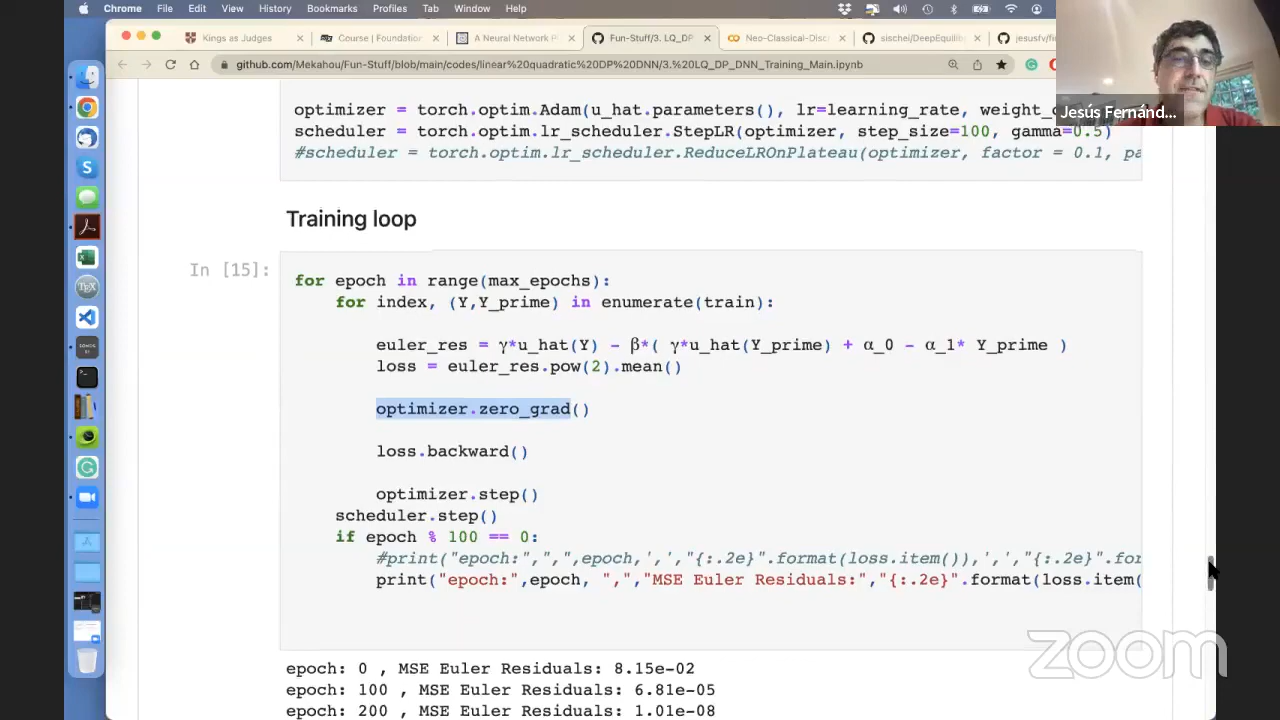 Chrome File Edit View History Bookmarks Profiles Tab Window Help
Kings as Judges Course | Foundation A Neural Network P Fun-Stuff/3. LQ_DP Neo-Classical-Disc sischei/DeepEquilib jesusfv/fin
github.com/Mekahou/Fun-Stuff/blob/main/codes/linear%20quadratic%20DP%20DNN/3.%20LQ_DP_DNN_Training_Main.ipynb
Jesús Fernánd...
optimizer = torch.optim.Adam(u_hat.parameters(), lr=learning_rate, weight_
scheduler = torch.optim.lr_scheduler.StepLR(optimizer, step_size=100, gamma=0.5)
#scheduler = torch.optim.lr_scheduler.ReduceLROnPlateau(optimizer, factor = 0.1, pa
Training loop
In [15]:
for epoch in range(max_epochs):
for index, (Y,Y_prime) in enumerate(train):
euler_res = γ*u_hat(Y) - β*( γ*u_hat(Y_prime) + α_0 - α_1* Y_prime )
loss = euler_res.pow(2).mean()
optimizer.zero_grad()
loss.backward()
optimizer.step()
scheduler.step()
if epoch % 100 == 0:
#print("epoch:",",",epoch,',',"{:.2e}".format(loss.item()),',',"{:.2e}".for
print("epoch:",epoch, ",","MSE Euler Residuals:","{:.2e}".format(loss.item(
epoch: 0 , MSE Euler Residuals: 8.15e-02
epoch: 100 , MSE Euler Residuals: 6.81e-05
epoch: 200 , MSE Euler Residuals: 1.01e-08
zoom